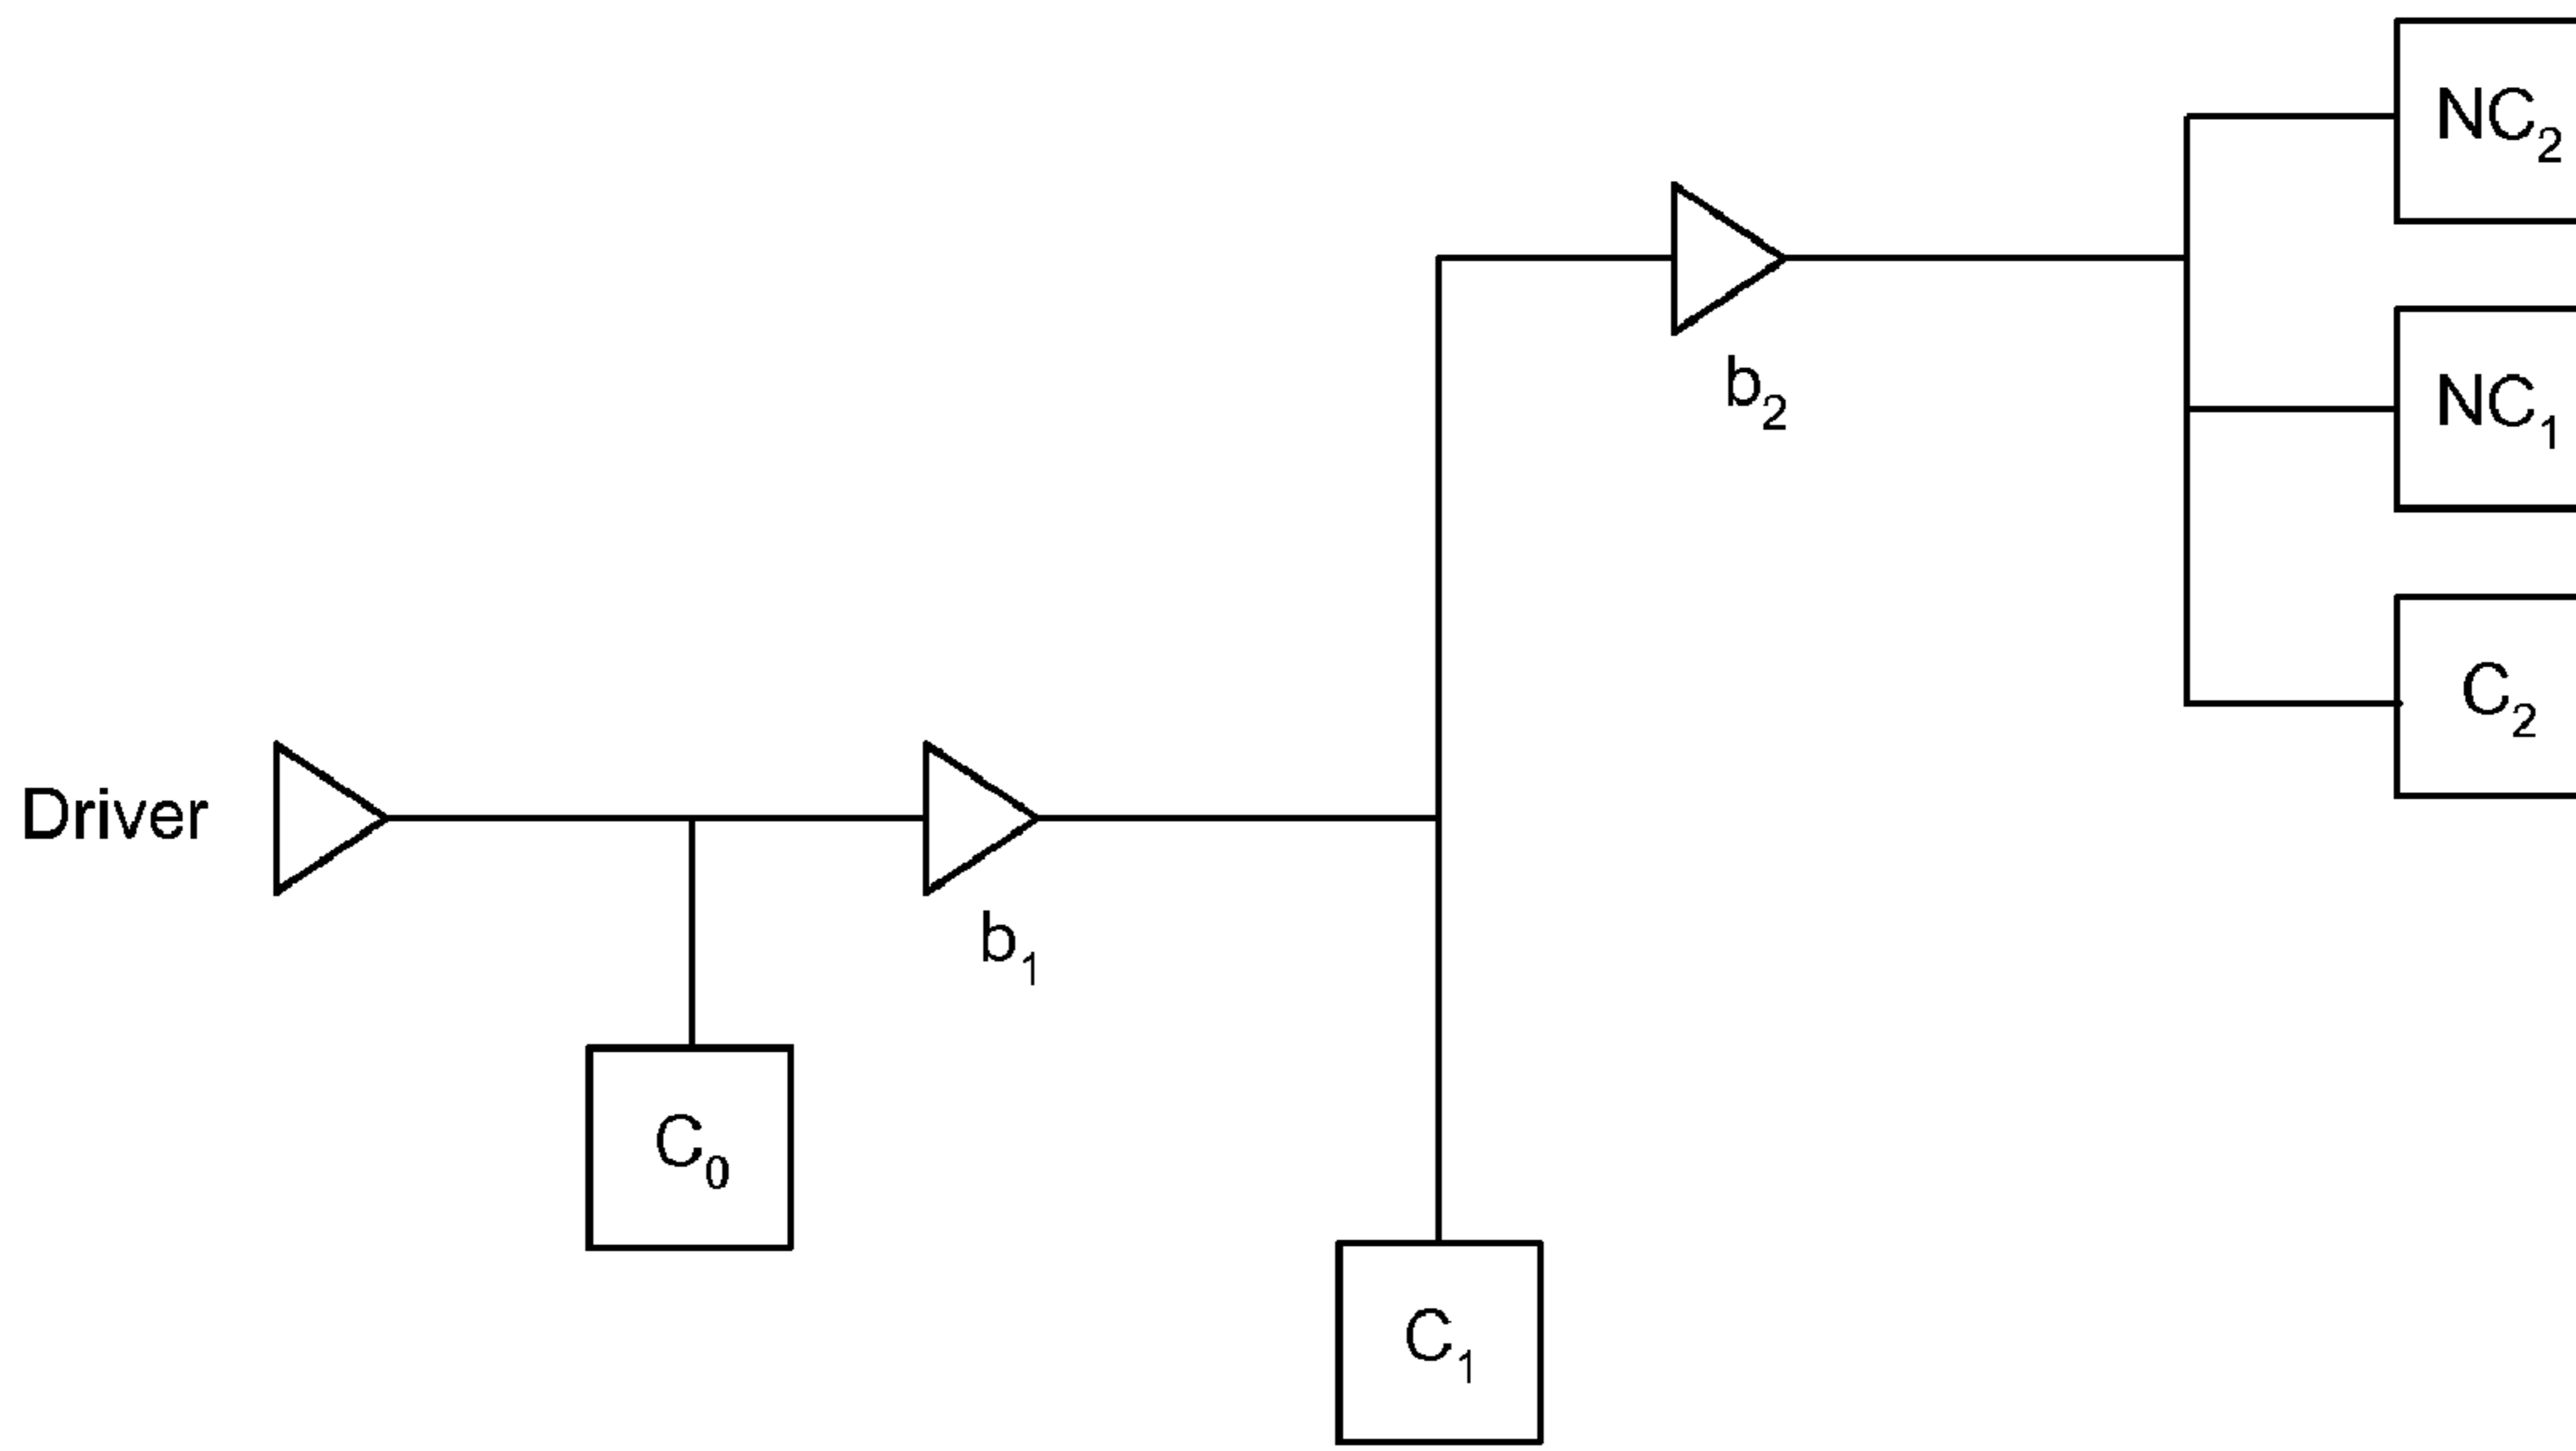 NC₂
b₂
NC₁
C₂
Driver
b₁
C₀
C₁